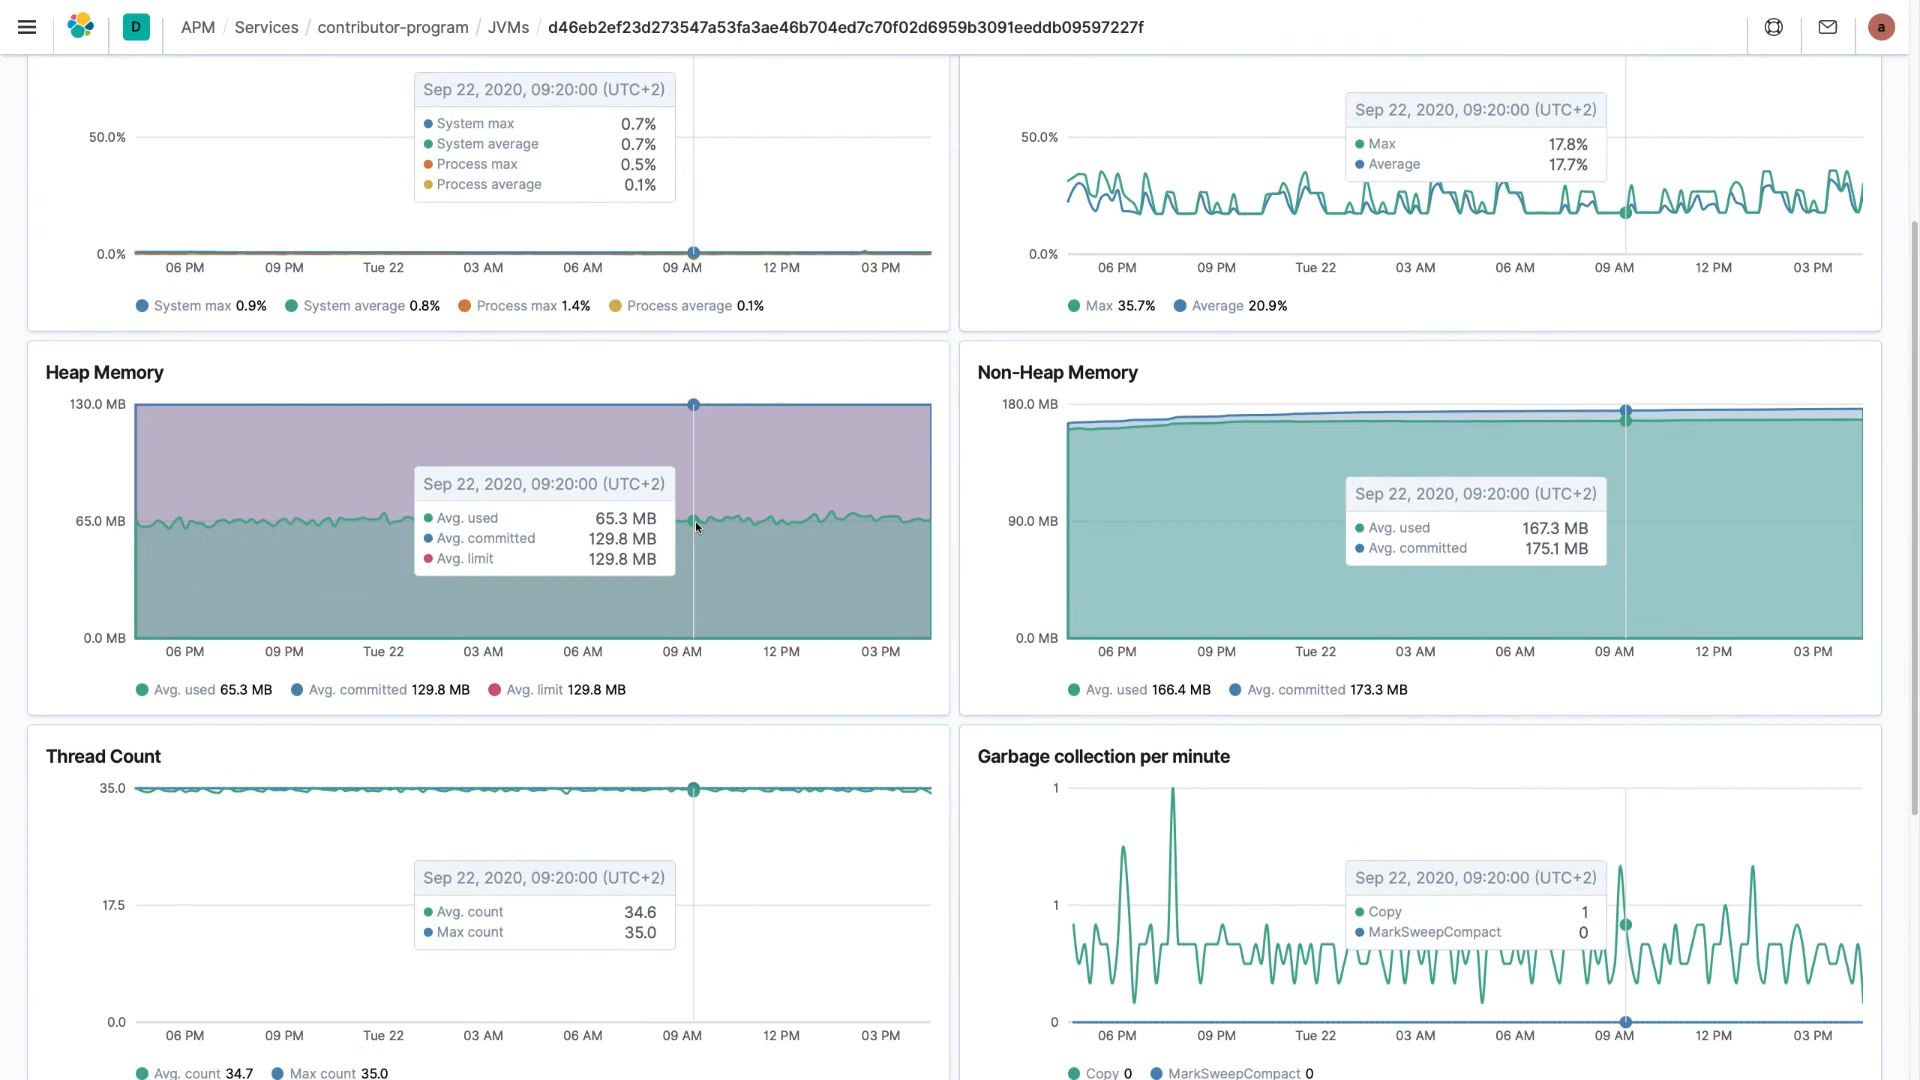 D
APM / Services / contributor-program / JVMs / d46eb2ef23d273547a53fa3ae46b704ed7c70f02d6959b3091eeddb09597227f
a
50.0%
0.0%
Sep 22, 2020, 09:20:00 (UTC+2)
System max 0.7%
System average 0.7%
Process max 0.5%
Process average 0.1%
06 PM 09 PM Tue 22 03 AM 06 AM 09 AM 12 PM 03 PM
System max 0.9% System average 0.8% Process max 1.4% Process average 0.1%
50.0%
0.0%
Sep 22, 2020, 09:20:00 (UTC+2)
Max 17.8%
Average 17.7%
06 PM 09 PM Tue 22 03 AM 06 AM 09 AM 12 PM 03 PM
Max 35.7% Average 20.9%
Heap Memory
130.0 MB
65.0 MB
0.0 MB
Sep 22, 2020, 09:20:00 (UTC+2)
Avg. used 65.3 MB
Avg. committed 129.8 MB
Avg. limit 129.8 MB
06 PM 09 PM Tue 22 03 AM 06 AM 09 AM 12 PM 03 PM
Avg. used 65.3 MB Avg. committed 129.8 MB Avg. limit 129.8 MB
Non-Heap Memory
180.0 MB
90.0 MB
0.0 MB
Sep 22, 2020, 09:20:00 (UTC+2)
Avg. used 167.3 MB
Avg. committed 175.1 MB
06 PM 09 PM Tue 22 03 AM 06 AM 09 AM 12 PM 03 PM
Avg. used 166.4 MB Avg. committed 173.3 MB
Thread Count
35.0
17.5
0.0
Sep 22, 2020, 09:20:00 (UTC+2)
Avg. count 34.6
Max count 35.0
06 PM 09 PM Tue 22 03 AM 06 AM 09 AM 12 PM 03 PM
Avg. count 34.7 Max count 35.0
Garbage collection per minute
1
1
0
Sep 22, 2020, 09:20:00 (UTC+2)
Copy 1
MarkSweepCompact 0
06 PM 09 PM Tue 22 03 AM 06 AM 09 AM 12 PM 03 PM
Copy 0 MarkSweepCompact 0